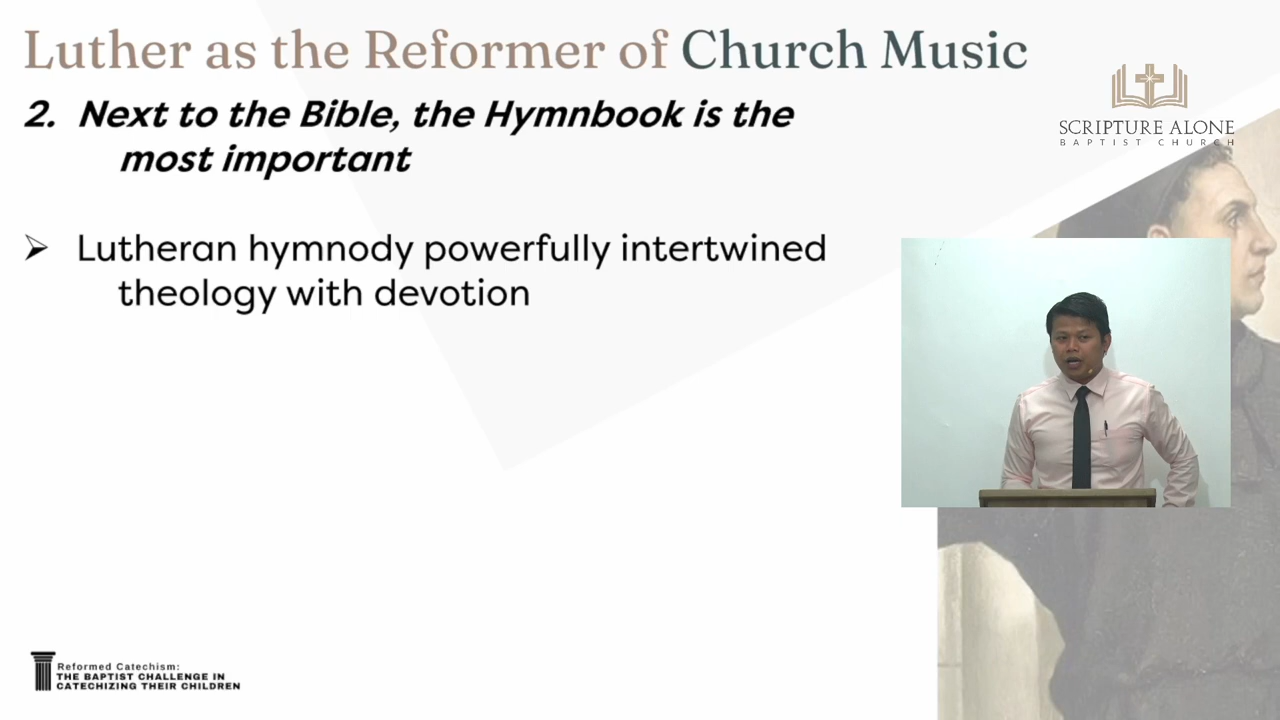 Luther as the Reformer of Church Music
2. Next to the Bible, the Hymnbook is the
most important
SCRIPTURE ALONE
BAPTIST CHURCH
➢ Lutheran hymnody powerfully intertwined
theology with devotion
Reformed Catechism:
THE BAPTIST CHALLENGE IN
CATECHIZING THEIR CHILDREN